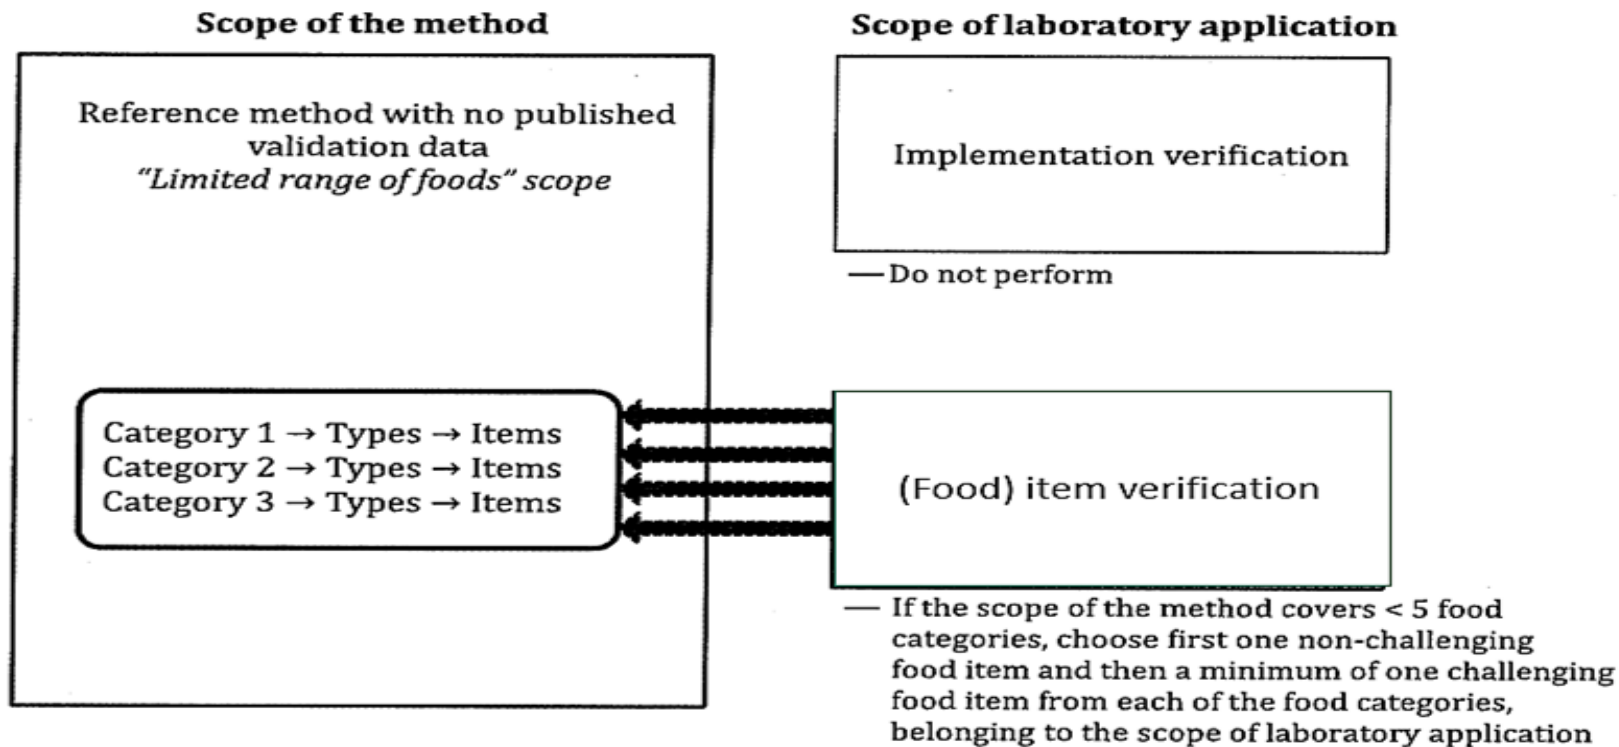 Scope of the method
Scope of laboratory application
Reference method with no published
validation data
“Limited range of foods” scope
Implementation verification
— Do not perform
Category 1 → Types → Items
Category 2 → Types → Items
Category 3 → Types → Items
(Food) item verification
— If the scope of the method covers < 5 food
categories, choose first one non-challenging
food item and then a minimum of one challenging
food item from each of the food categories,
belonging to the scope of laboratory application